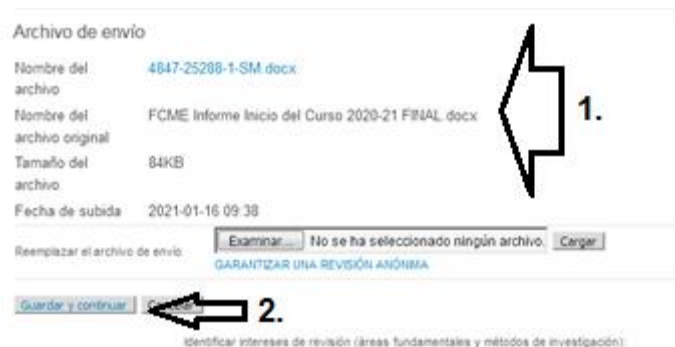 Archivo de envío
Nombre del archivo 4847-25288-1-SM.docx
Nombre del archivo original FCME Informe Inicio del Curso 2020-21 FINAL.docx
Tamaño del archivo 84KB
Fecha de subida 2021-01-16 09:38
1.
Reemplazar el archivo de envío Examinar... No se ha seleccionado ningún archivo. Cargar
GARANTIZAR UNA REVISIÓN ANÓNIMA
Guardar y continuar Cancelar 2.
Identificar intereses de revisión (áreas fundamentales y métodos de investigación):